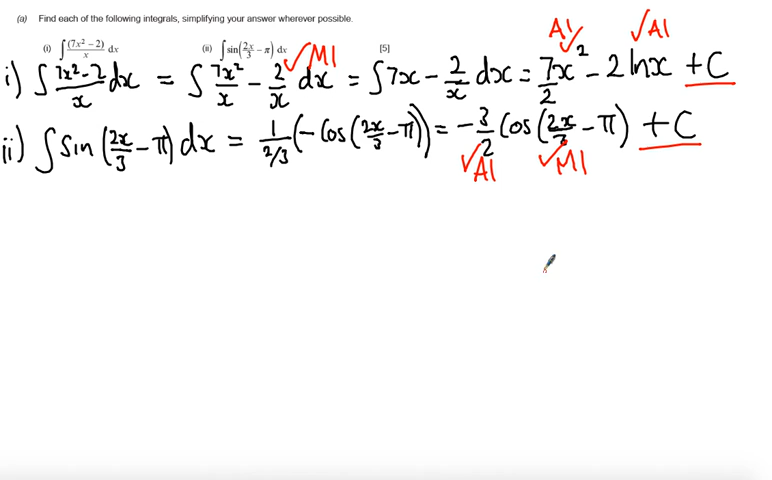 (a) Find each of the following integrals, simplifying your answer wherever possible.
(i) ∫ (7x² − 2)/x dx (ii) ∫ sin(2x/3 − π) dx [5]
i) ∫ (7x² − 2)/x dx = ∫ 7x²/x − 2/x dx ✓M1 = ∫ 7x − 2/x dx = 7x²/2 A1✓ − 2 ln x ✓A1 + C
ii) ∫ sin(2x/3 − π) dx = 1/(2/3) (− cos(2x/3 − π)) = −3/2 cos(2x/3 − π) + C
✓A1 ✓M1